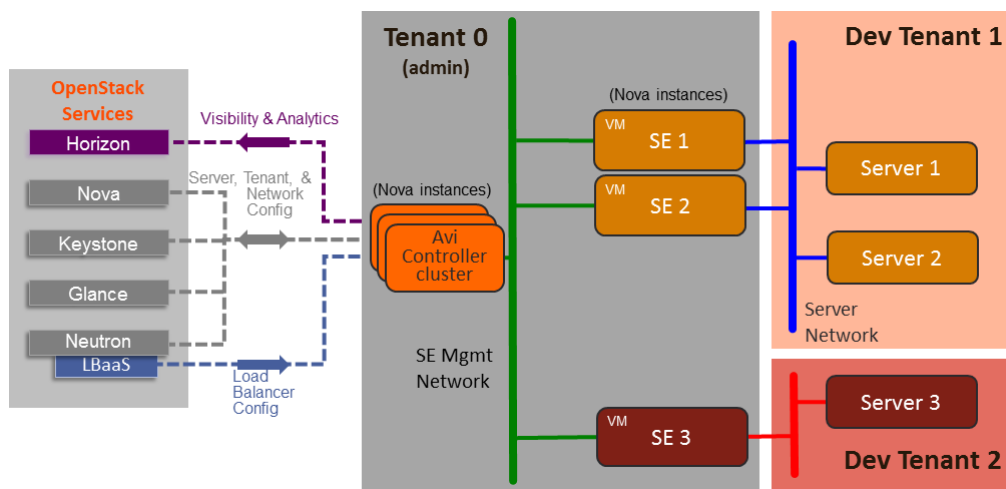 OpenStack
Services
Horizon
Nova
Keystone
Glance
Neutron
LBaaS
Visibility & Analytics
Server, Tenant, &
Network
Config
Load
Balancer
Config
Tenant 0
(admin)
(Nova instances)
Avi
Controller
cluster
SE Mgmt
Network
(Nova instances)
VM
SE 1
VM
SE 2
VM
SE 3
Dev Tenant 1
Server 1
Server 2
Server
Network
Server 3
Dev Tenant 2